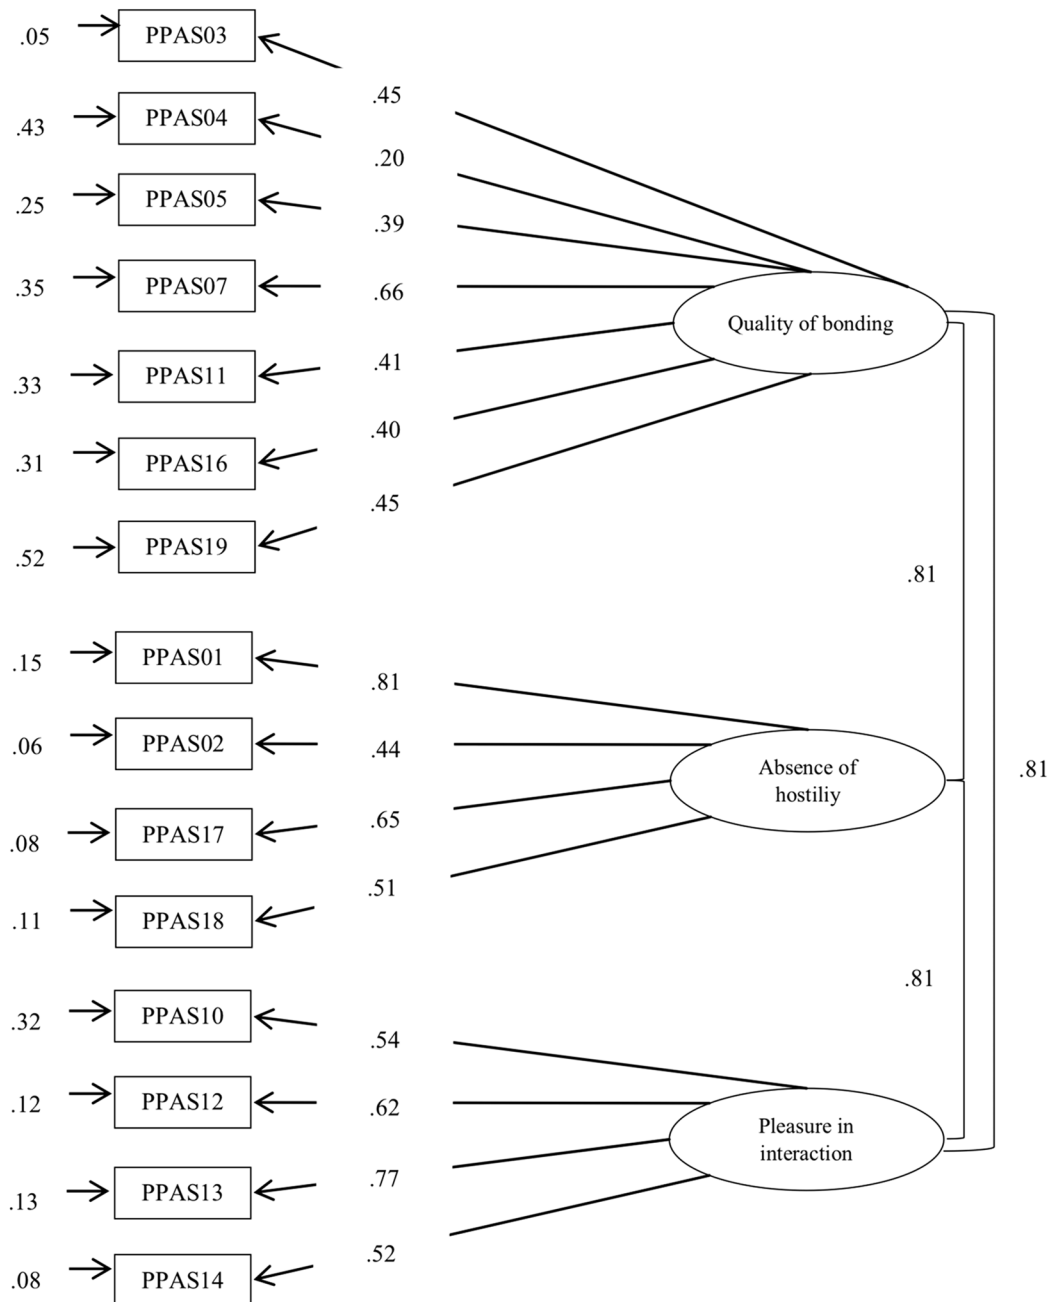 .05 PPAS03
.45
.43 PPAS04
.20
.25 PPAS05
.39
.35 PPAS07
.66
Quality of bonding
.33 PPAS11
.41
.31 PPAS16
.40
.52 PPAS19
.45
.81
.15 PPAS01
.81
.06 PPAS02
.44
Absence of
hostiliy
.81
.08 PPAS17
.65
.11 PPAS18
.51
.81
.32 PPAS10
.54
.12 PPAS12
.62
Pleasure in
interaction
.13 PPAS13
.77
.08 PPAS14
.52